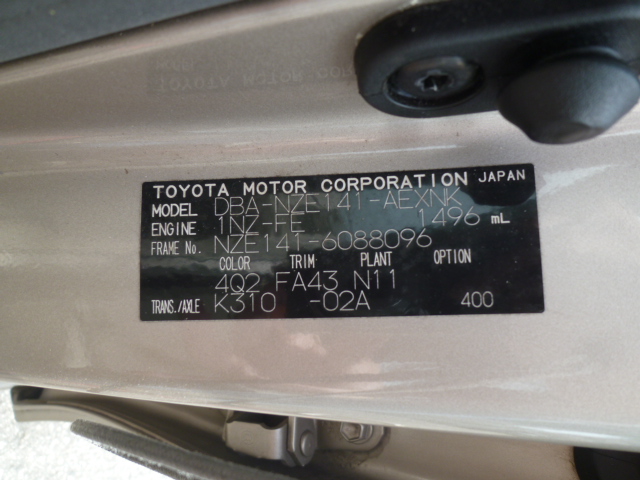 TOYOTA MOTOR CORPORATION JAPAN
MODEL DBA-NZE141-AEXNK
ENGINE 1NZ-FE 1496 mL
FRAME No. NZE141-6088096
COLOR TRIM PLANT OPTION
4Q2 FA43 N11
TRANS./AXLE K310 -02A 400